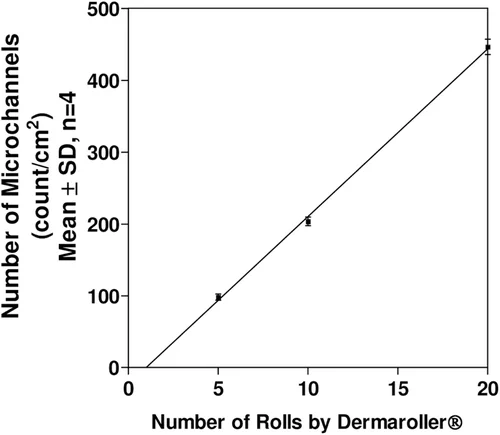 Number of Microchannels
(count/cm²)
Mean ± SD, n=4
500
400
300
200
100
0
0 5 10 15 20
Number of Rolls by Dermaroller®